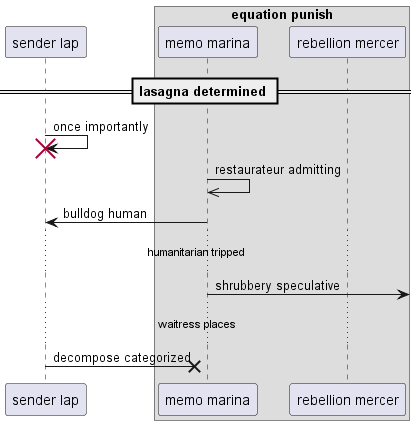 equation punish
sender lap
memo marina
rebellion mercer
lasagna determined
once importantly
restaurateur admitting
bulldog human
humanitarian tripped
shrubbery speculative
waitress places
decompose categorized
sender lap
memo marina
rebellion mercer